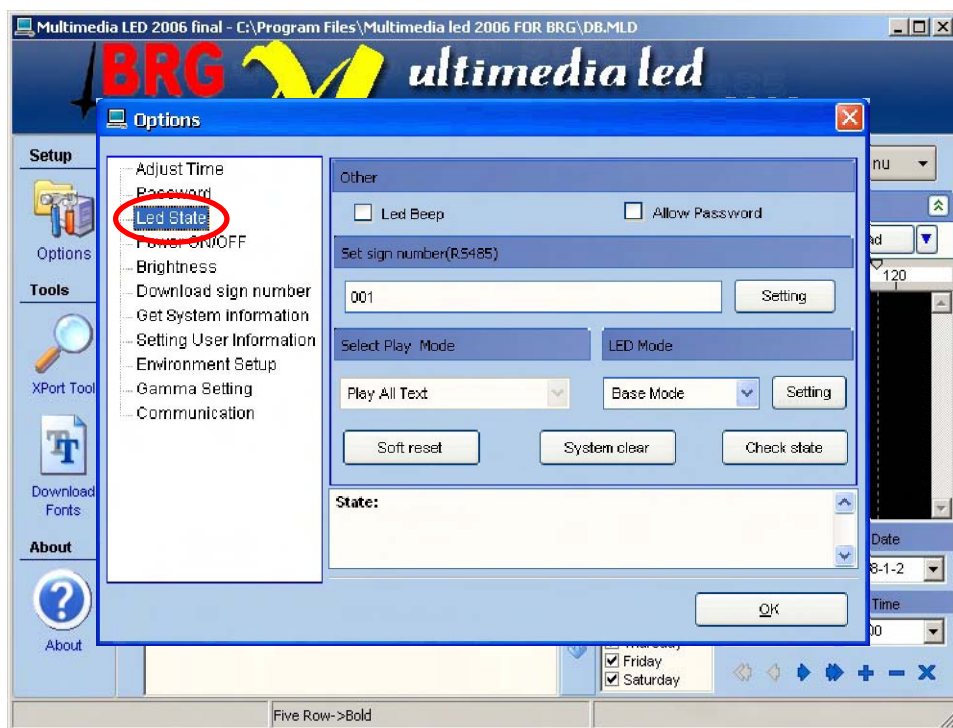 Multimedia LED 2006 final - C:\Program Files\Multimedia led 2006 FOR BRG\DB.MLD
BRG M ultimedia led
Setup
Options
Tools
XPort Tool
Download
Fonts
About
About
Options
Adjust Time
Password
Led State
Power ON/OFF
Brightness
Download sign number
Get System information
Setting User Information
Environment Setup
Gamma Setting
Communication
Other
Led Beep
Allow Password
Set sign number(RS485)
001
Setting
Select Play Mode
LED Mode
Play All Text
Base Mode
Setting
Soft reset
System clear
Check state
State:
OK
nu
ad
120
Date
8-1-2
Time
00
Thursday
Friday
Saturday
Five Row->Bold